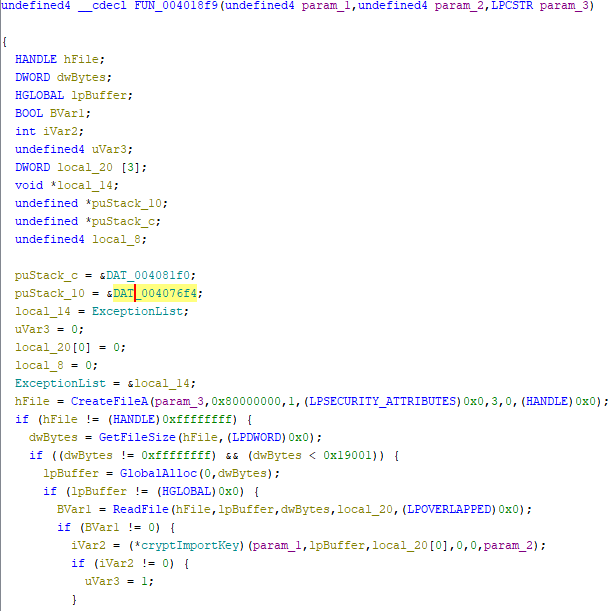 undefined4 __cdecl FUN_004018f9(undefined4 param_1,undefined4 param_2,LPCSTR param_3)
{
HANDLE hFile;
DWORD dwBytes;
HGLOBAL lpBuffer;
BOOL BVar1;
int iVar2;
undefined4 uVar3;
DWORD local_20 [3];
void *local_14;
undefined *puStack_10;
undefined *puStack_c;
undefined4 local_8;
puStack_c = &DAT_004081f0;
puStack_10 = &DAT_004076f4;
local_14 = ExceptionList;
uVar3 = 0;
local_20[0] = 0;
local_8 = 0;
ExceptionList = &local_14;
hFile = CreateFileA(param_3,0x80000000,1,(LPSECURITY_ATTRIBUTES)0x0,3,0,(HANDLE)0x0);
if (hFile != (HANDLE)0xffffffff) {
dwBytes = GetFileSize(hFile,(LPDWORD)0x0);
if ((dwBytes != 0xffffffff) && (dwBytes < 0x19001)) {
lpBuffer = GlobalAlloc(0,dwBytes);
if (lpBuffer != (HGLOBAL)0x0) {
BVar1 = ReadFile(hFile,lpBuffer,dwBytes,local_20,(LPOVERLAPPED)0x0);
if (BVar1 != 0) {
iVar2 = (*cryptImportKey)(param_1,lpBuffer,local_20[0],0,0,param_2);
if (iVar2 != 0) {
uVar3 = 1;
}